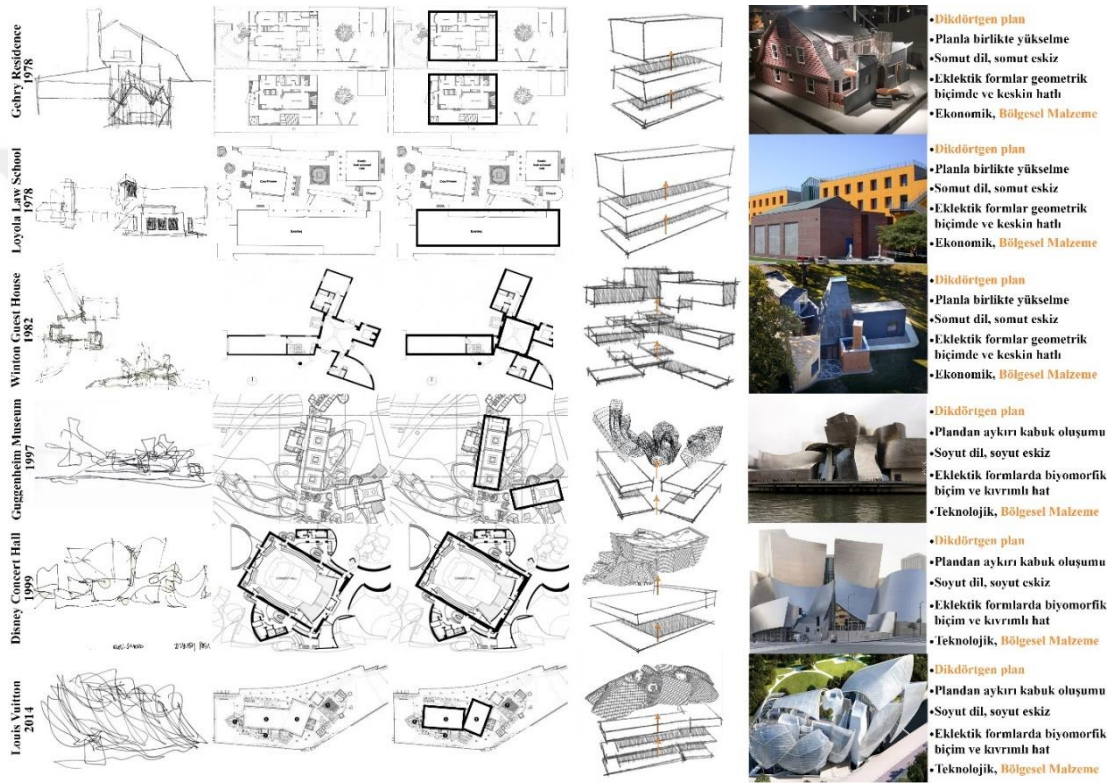 Gehry Residence
1978
•Dikdörtgen plan
•Planla birlikte yükselme
•Somut dil, somut eskiz
•Eklektik formlar geometrik
biçimde ve keskin hatlı
•Ekonomik, Bölgesel Malzeme
Loyola Law School
1978
•Dikdörtgen plan
•Planla birlikte yükselme
•Somut dil, somut eskiz
•Eklektik formlar geometrik
biçimde ve keskin hatlı
•Ekonomik, Bölgesel Malzeme
Winton Guest House
1982
•Dikdörtgen plan
•Planla birlikte yükselme
•Somut dil, somut eskiz
•Eklektik formlar geometrik
biçimde ve keskin hatlı
•Ekonomik, Bölgesel Malzeme
Guggenheim Museum
1997
•Dikdörtgen plan
•Plandan aykırı kabuk oluşumu
•Soyut dil, soyut eskiz
•Eklektik formlarda biyomorfik
biçim ve kıvrımlı hat
•Teknolojik, Bölgesel Malzeme
Disney Concert Hall
1999
CONCERT HALL
CONCERT HALL
•Dikdörtgen plan
•Plandan aykırı kabuk oluşumu
•Soyut dil, soyut eskiz
•Eklektik formlarda biyomorfik
biçim ve kıvrımlı hat
•Teknolojik, Bölgesel Malzeme
Louis Vuitton
2014
•Dikdörtgen plan
•Plandan aykırı kabuk oluşumu
•Soyut dil, soyut eskiz
•Eklektik formlarda biyomorfik
biçim ve kıvrımlı hat
•Teknolojik, Bölgesel Malzeme